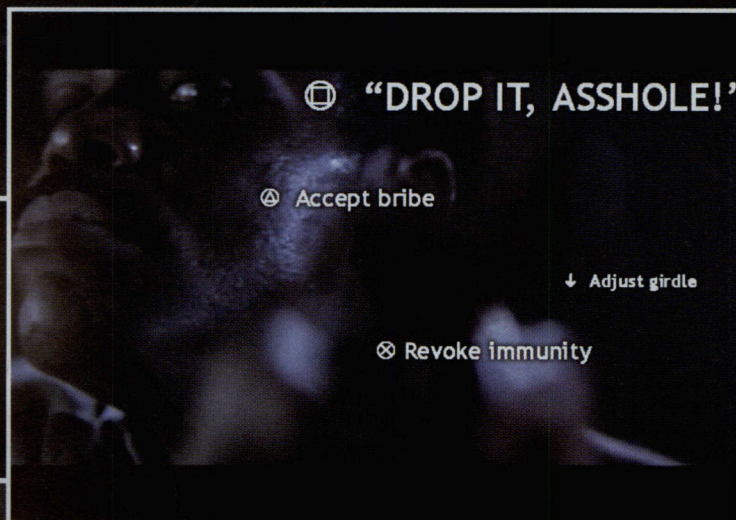 "DROP IT, ASSHOLE!"
Accept bribe
Adjust girdle
Revoke immunity